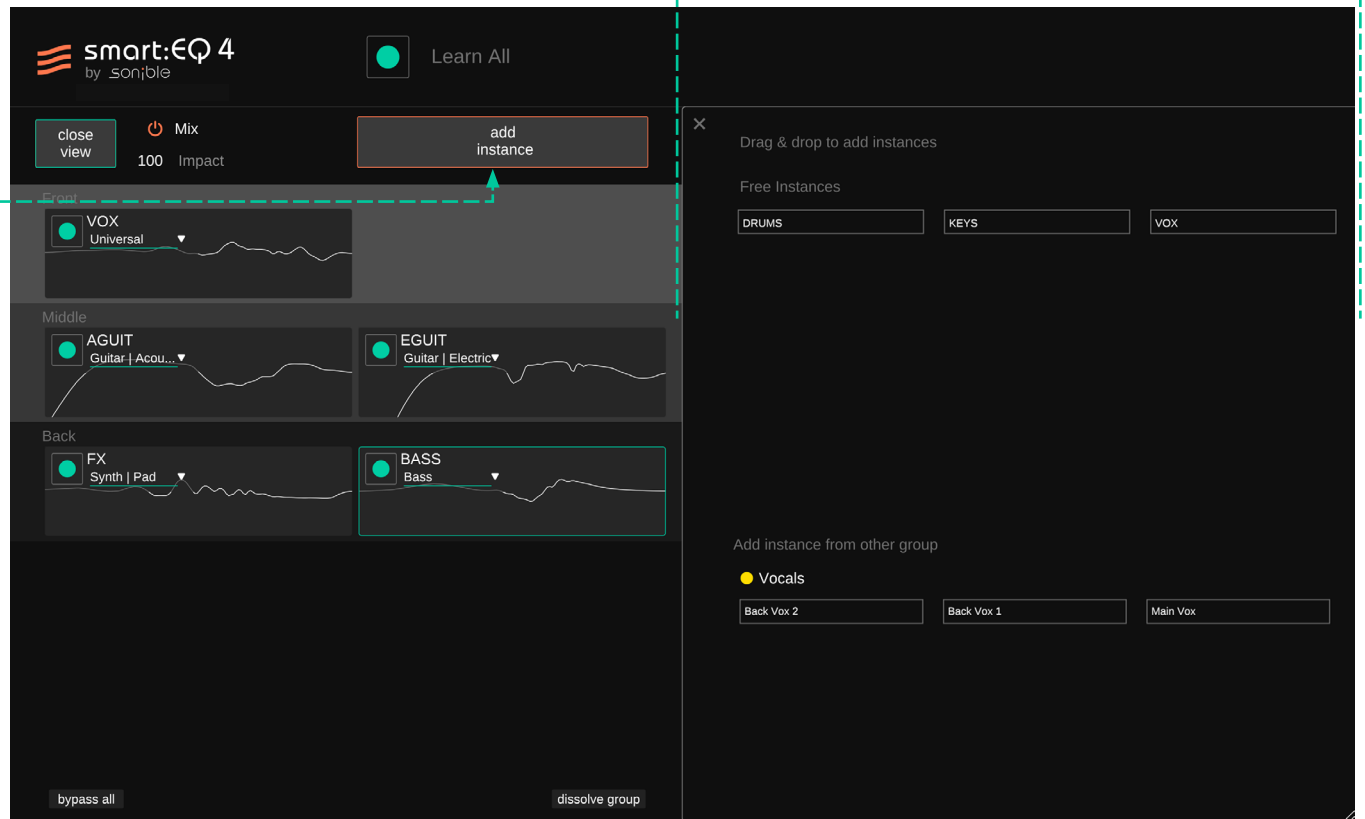 smart:EQ 4
by sonible
Learn All
close
view
Mix
100 Impact
add
instance
Front
VOX
Universal
Middle
AGUIT
Guitar | Acou...
EGUIT
Guitar | Electric
Back
FX
Synth | Pad
BASS
Bass
bypass all
dissolve group
Drag & drop to add instances
Free Instances
DRUMS
KEYS
VOX
Add instance from other group
Vocals
Back Vox 2
Back Vox 1
Main Vox